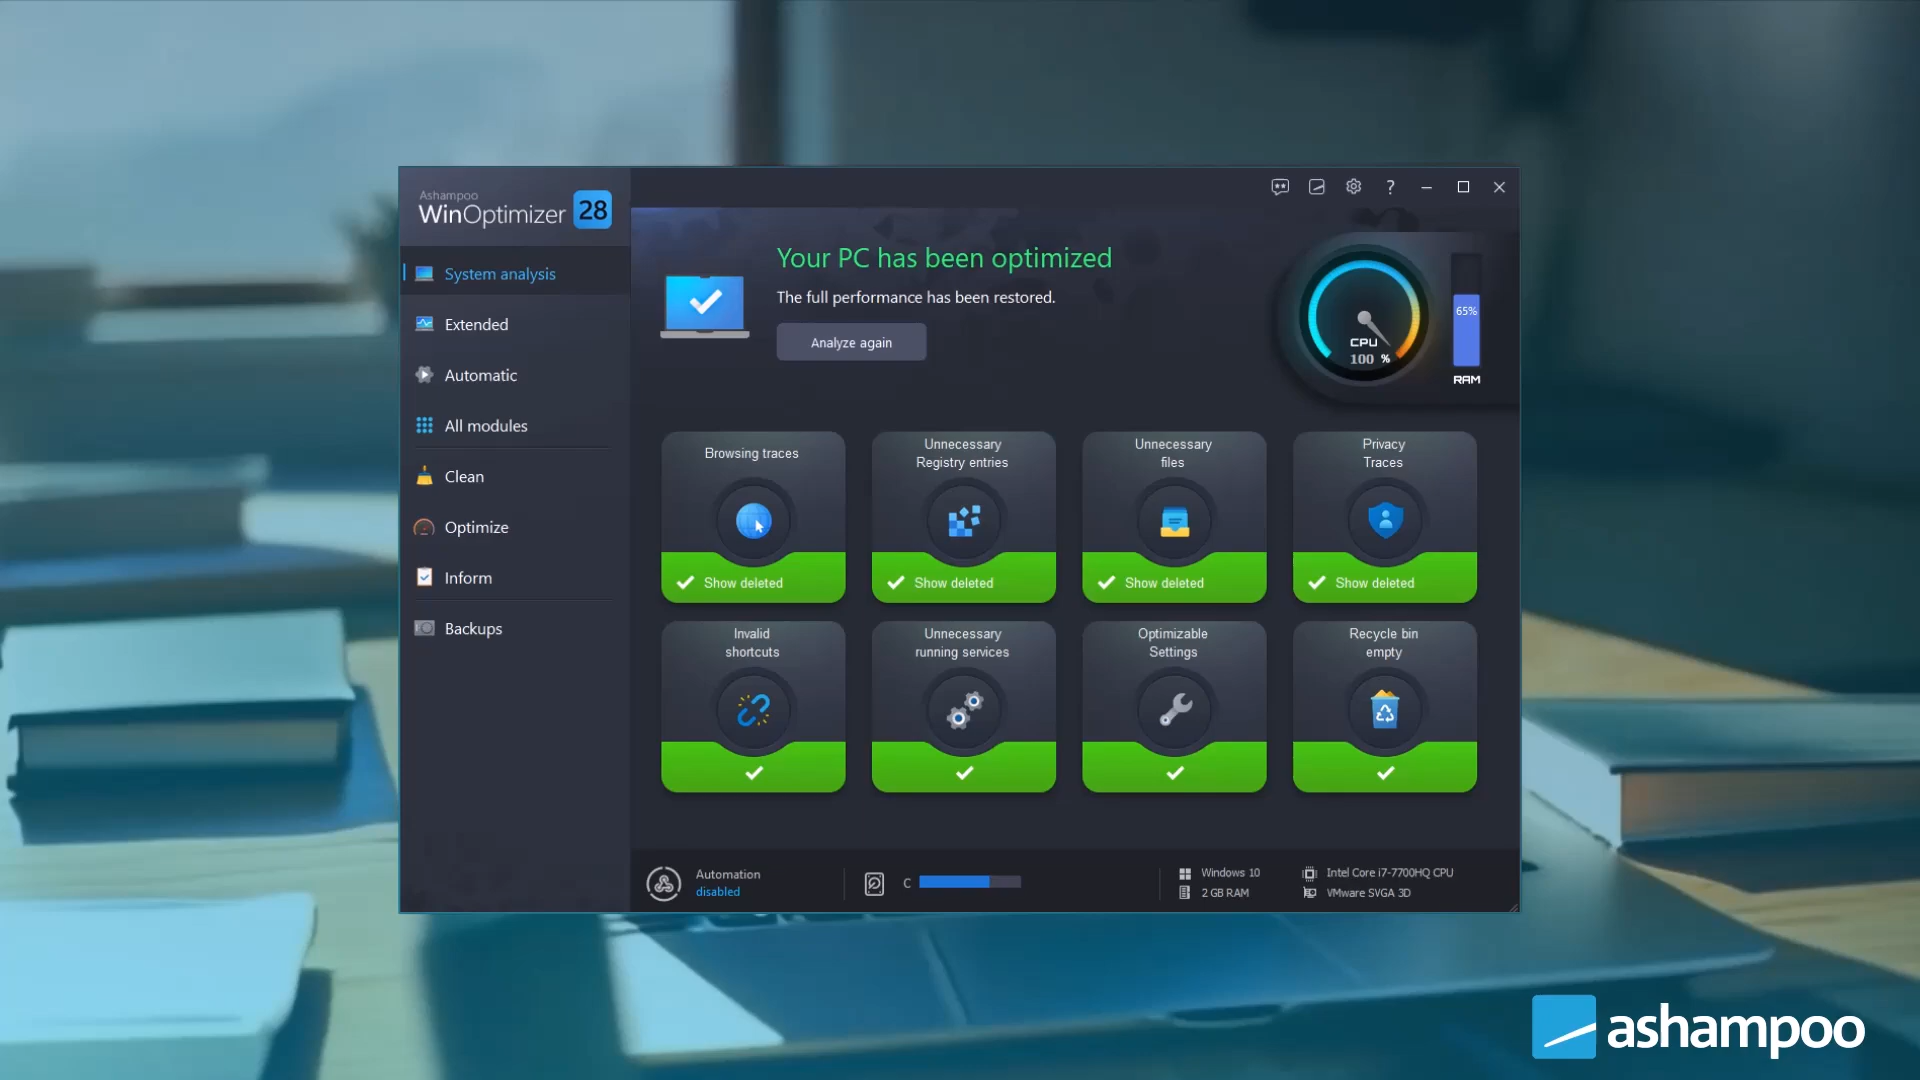 Ashampoo
WinOptimizer 28
System analysis
Extended
Automatic
All modules
Clean
Optimize
Inform
Backups
?
Your PC has been optimized
The full performance has been restored.
Analyze again
CPU
100 %
65%
RAM
Browsing traces
Show deleted
Unnecessary
Registry entries
Show deleted
Unnecessary
files
Show deleted
Privacy
Traces
Show deleted
Invalid
shortcuts
Unnecessary
running services
Optimizable
Settings
Recycle bin
empty
Automation
disabled
C
Windows 10
2 GB RAM
Intel Core i7-7700HQ CPU
VMware SVGA 3D
ashampoo